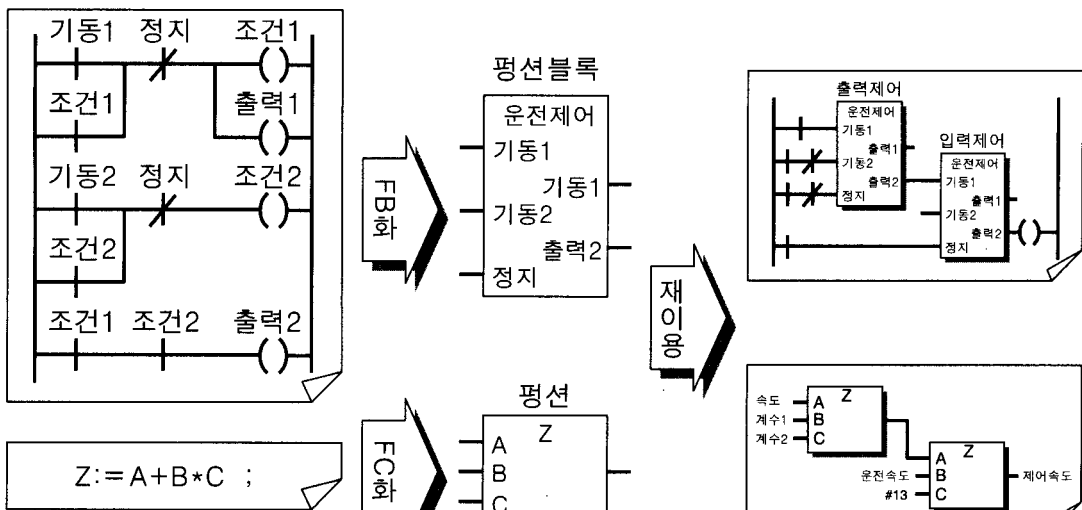 기동1 정지 조건1
조건1 출력1
기동2 정지 조건2
조건2
조건1 조건2 출력2
Z:=A+B*C ;
FB화
FC화
펑션블록
운전제어
기동1
기동1
기동2
출력2
정지
펑션
Z
A
B
C
재이용
출력제어
운전제어
기동1
출력1
기동2
출력2
정지
입력제어
운전제어
기동1
출력1
기동2
출력2
정지
속도 A Z
계수1 B
계수2 C
A Z
운전속도 B 제어속도
#13 C